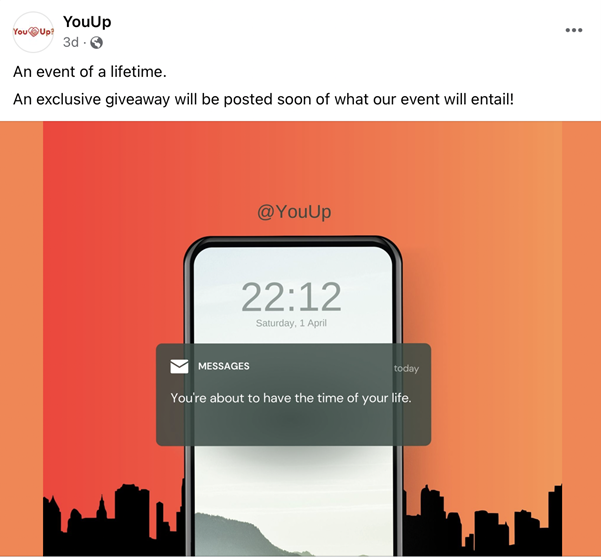 You Up?
YouUp
3d ·
An event of a lifetime.
An exclusive giveaway will be posted soon of what our event will entail!
@YouUp
22:12
Saturday, 1 April
MESSAGES
today
You're about to have the time of your life.